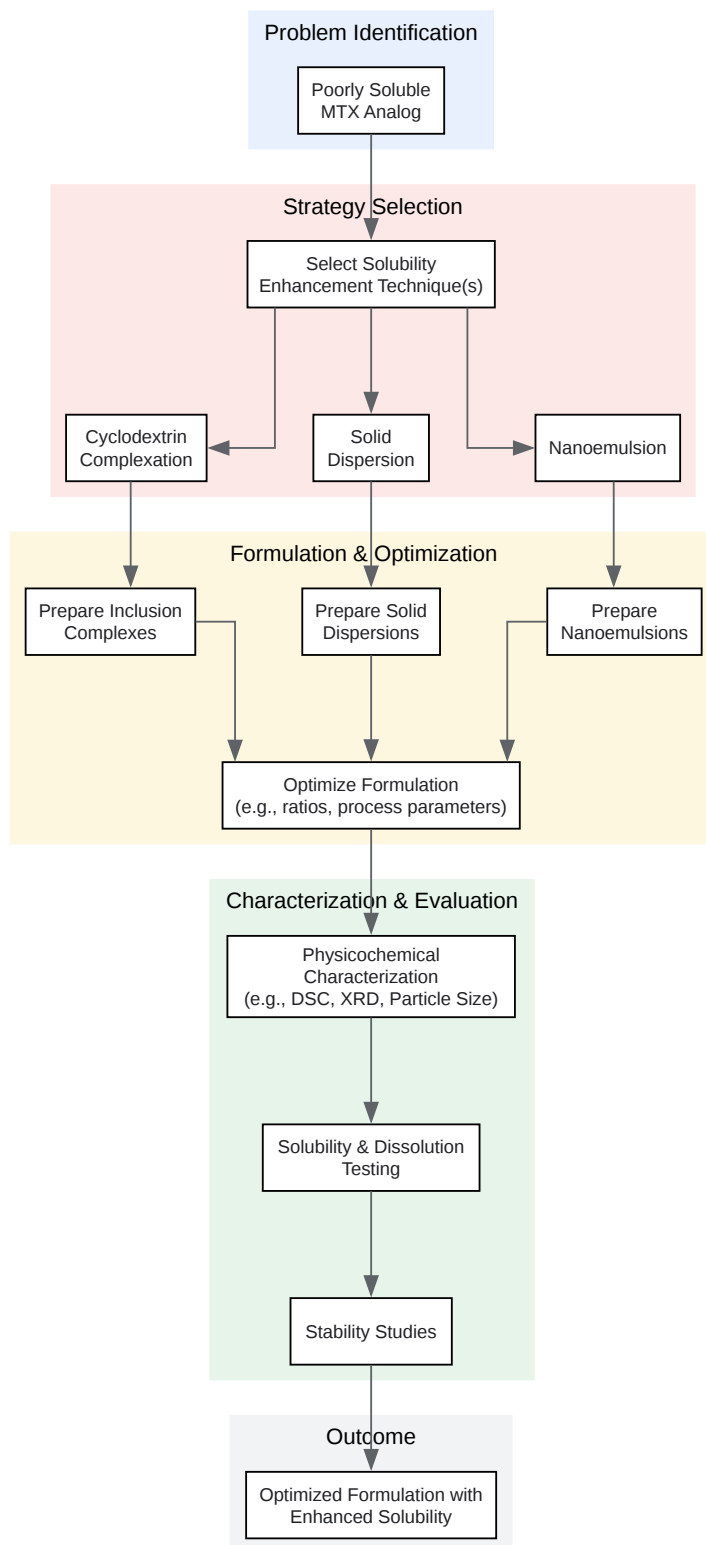 Problem Identification
Poorly Soluble
MTX Analog
Strategy Selection
Select Solubility
Enhancement Technique(s)
Cyclodextrin
Complexation
Solid
Dispersion
Nanoemulsion
Formulation & Optimization
Prepare Inclusion
Complexes
Prepare Solid
Dispersions
Prepare
Nanoemulsions
Optimize Formulation
(e.g., ratios, process parameters)
Characterization & Evaluation
Physicochemical
Characterization
(e.g., DSC, XRD, Particle Size)
Solubility & Dissolution
Testing
Stability Studies
Outcome
Optimized Formulation with
Enhanced Solubility